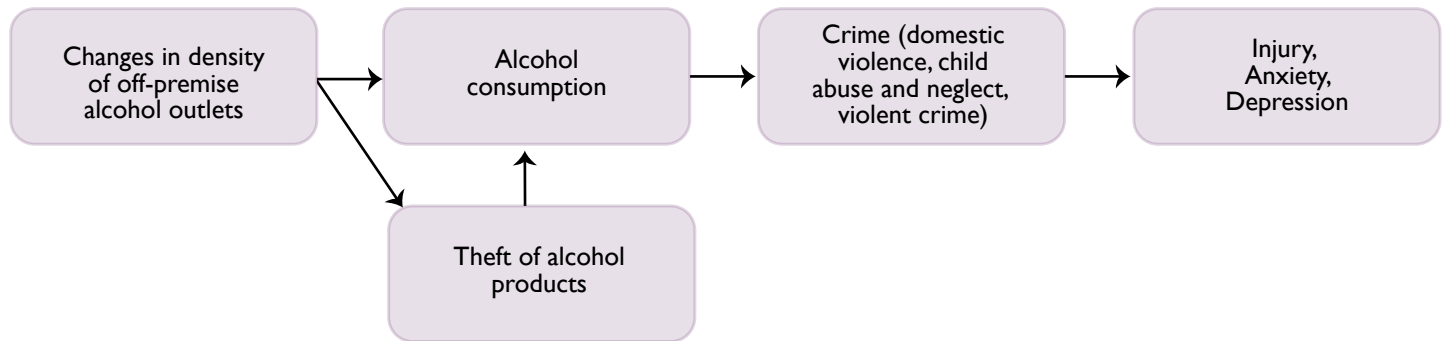 Changes in density
of off-premise
alcohol outlets
Alcohol
consumption
Crime (domestic
violence, child
abuse and neglect,
violent crime)
Injury,
Anxiety,
Depression
Theft of alcohol
products